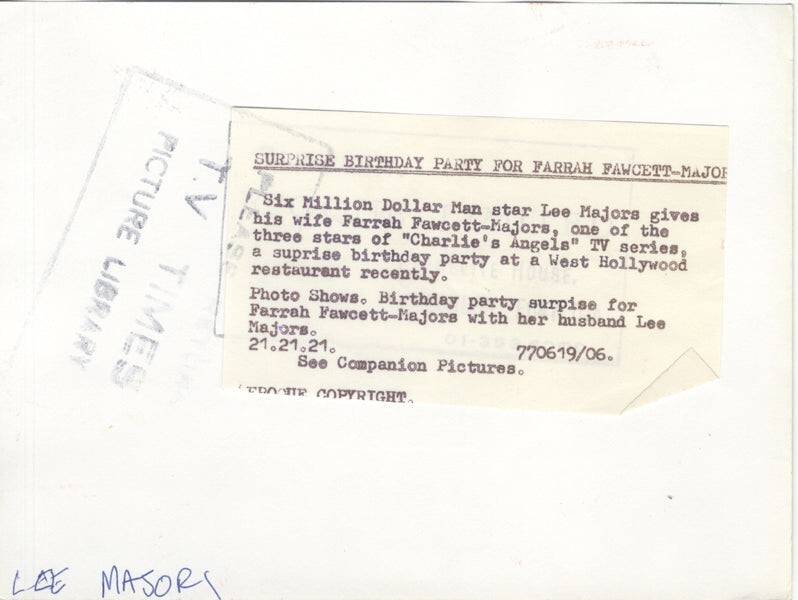 SURPRISE BIRTHDAY PARTY FOR FARRAH FAWCETT-MAJOR
Six Million Dollar Man star Lee Majors gives
his wife Farrah Fawcett-Majors, one of the
three stars of "Charlie's Angels" TV series,
a suprise birthday party at a West Hollywood
restaurant recently.
Photo Shows. Birthday party surpise for
Farrah Fawcett-Majors with her husband Lee
Majors.
21.21.21. 770619/06.
See Companion Pictures.
COPYRIGHT.
PLEASE RETURN
T.V TIMES
PICTURE LIBRARY
LEE MAJORS